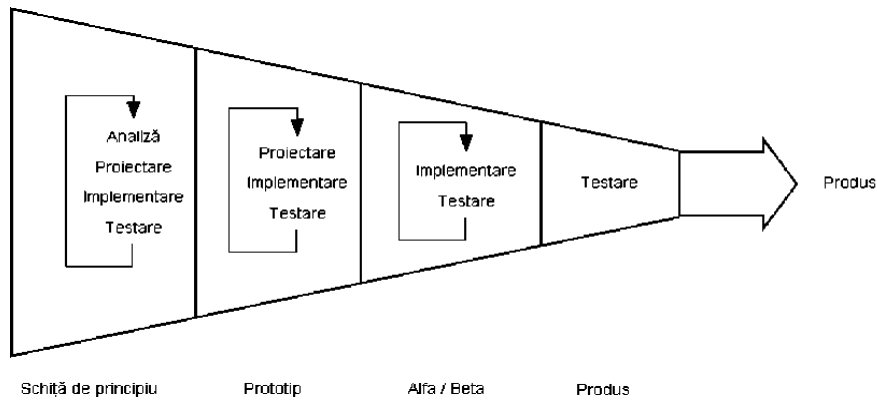 Analiză
Proiectare
Implementare
Testare
Proiectare
Implementare
Testare
Implementare
Testare
Testare
Produs
Schiță de principiu
Prototip
Alfa / Beta
Produs